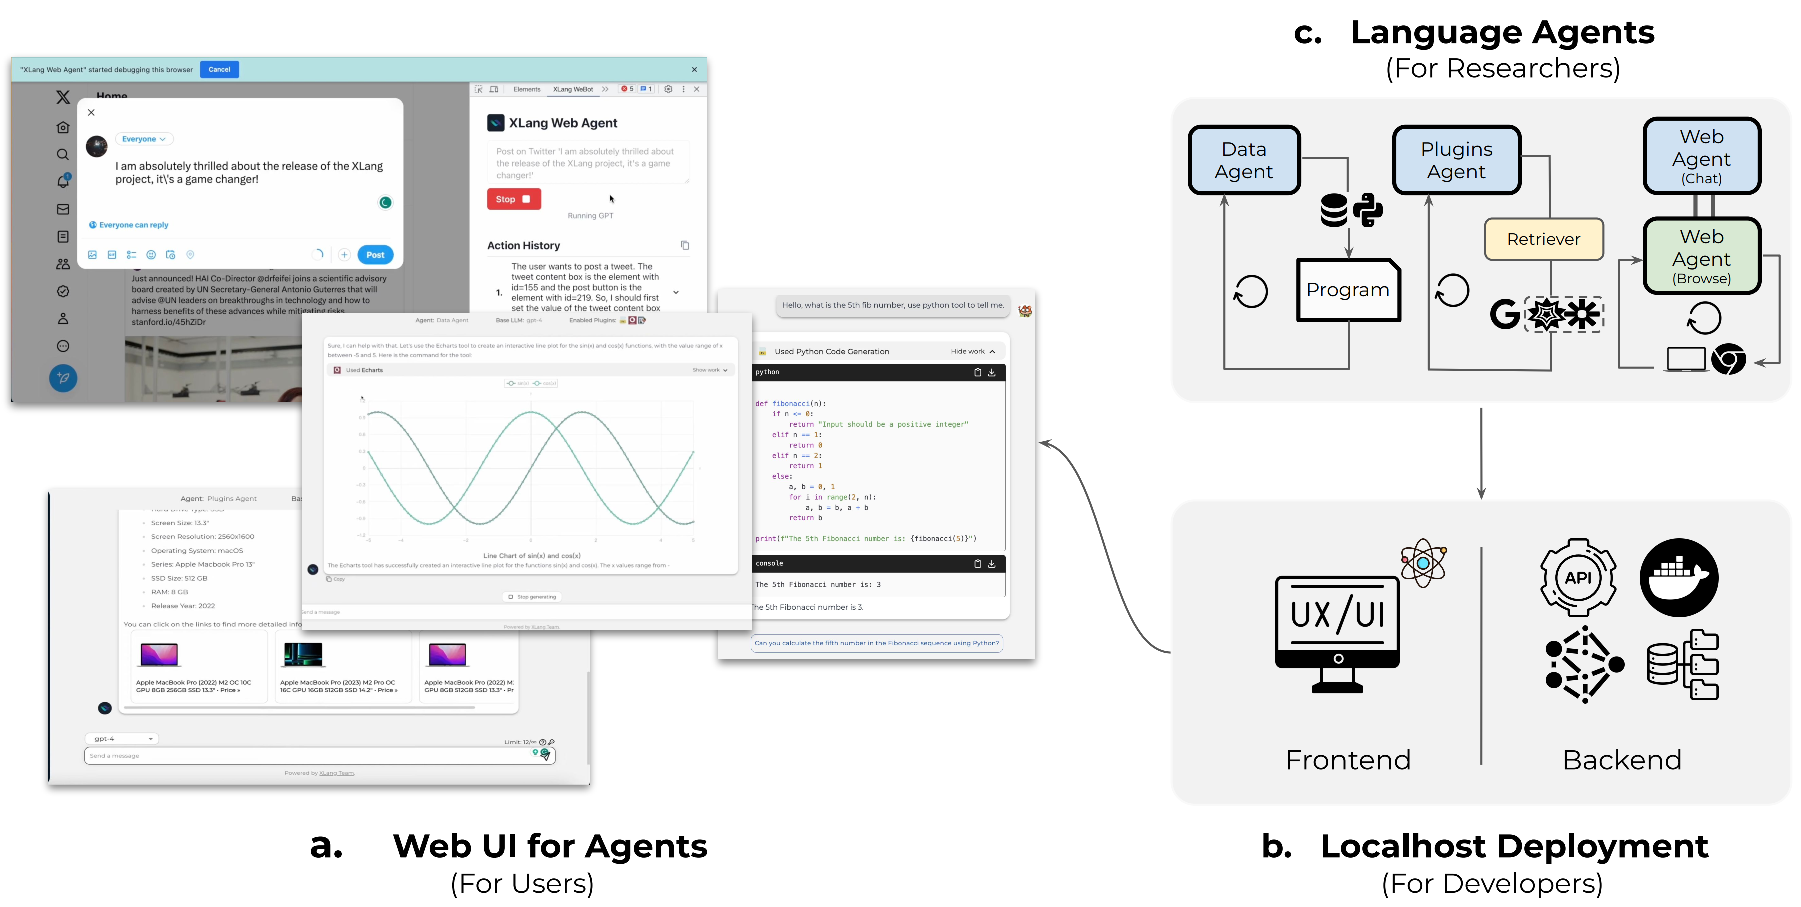 c. Language Agents
(For Researchers)
"XLang Web Agent" started debugging this browser
Cancel
Home
Everyone
I am absolutely thrilled about the release of the XLang
project, it\'s a game changer!
Everyone can reply
Post
Just announced! HAI Co-Director @drfeifei joins a scientific advisory
board created by UN Secretary-General Antonio Guterres that will
advise @UN leaders on breakthroughs in technology and how to
harness benefits of these advances while mitigating risks.
stanford.io/45hZlDr
Elements
XLang WeBot
5
1
XLang Web Agent
Post on Twitter 'I am absolutely thrilled about
the release of the XLang project, it's a game
changer!'
Stop
Running GPT
Action History
1.
The user wants to post a tweet. The
tweet content box is the element with
id=155 and the post button is the
element with id=219. So, I should first
set the value of the tweet content box
Agent: Data Agent
Base LLM: gpt-4
Enabled Plugins:
Sure, I can help with that. Let's use the Echarts tool to create an interactive line plot for the sin(x) and cos(x) functions, with the value range of x
between -5 and 5. Here is the command for the tool:
Used Echarts
Show work
sin(x)
cos(x)
Line Chart of sin(x) and cos(x)
The Echarts tool has successfully created an interactive line plot for the functions sin(x) and cos(x). The x values range from -
Copy
Stop generating
Send a message
Powered by XLang Team.
Hello, what is the 5th fib number, use python tool to tell me.
Used Python Code Generation
Hide work
python
def fibonacci(n):
if n <= 0:
return "Input should be a positive integer"
elif n == 1:
return 0
elif n == 2:
return 1
else:
a, b = 0, 1
for i in range(2, n):
a, b = b, a + b
return b
print(f"The 5th Fibonacci number is: {fibonacci(5)}")
console
The 5th Fibonacci number is: 3
The 5th Fibonacci number is 3.
Can you calculate the fifth number in the Fibonacci sequence using Python?
Agent: Plugins Agent
Screen Size: 13.3"
Screen Resolution: 2560x1600
Operating System: macOS
Series: Apple Macbook Pro 13"
SSD Size: 512 GB
RAM: 8 GB
Release Year: 2022
You can click on the links to find more detailed info
Apple MacBook Pro (2022) M2 OC 10C
GPU 8GB 256GB SSD 13.3" - Price »
Apple MacBook Pro (2023) M2 Pro OC
16C GPU 16GB 512GB SSD 14.2" - Price »
Apple MacBook Pro (2022) M
GPU 8GB 512GB SSD 13.3" - Pr
gpt-4
Limit: 12/∞
Send a message
Powered by XLang Team.
Data
Agent
Program
Plugins
Agent
Retriever
Web
Agent
(Chat)
Web
Agent
(Browse)
UX/UI
API
Frontend
Backend
a. Web UI for Agents
(For Users)
b. Localhost Deployment
(For Developers)